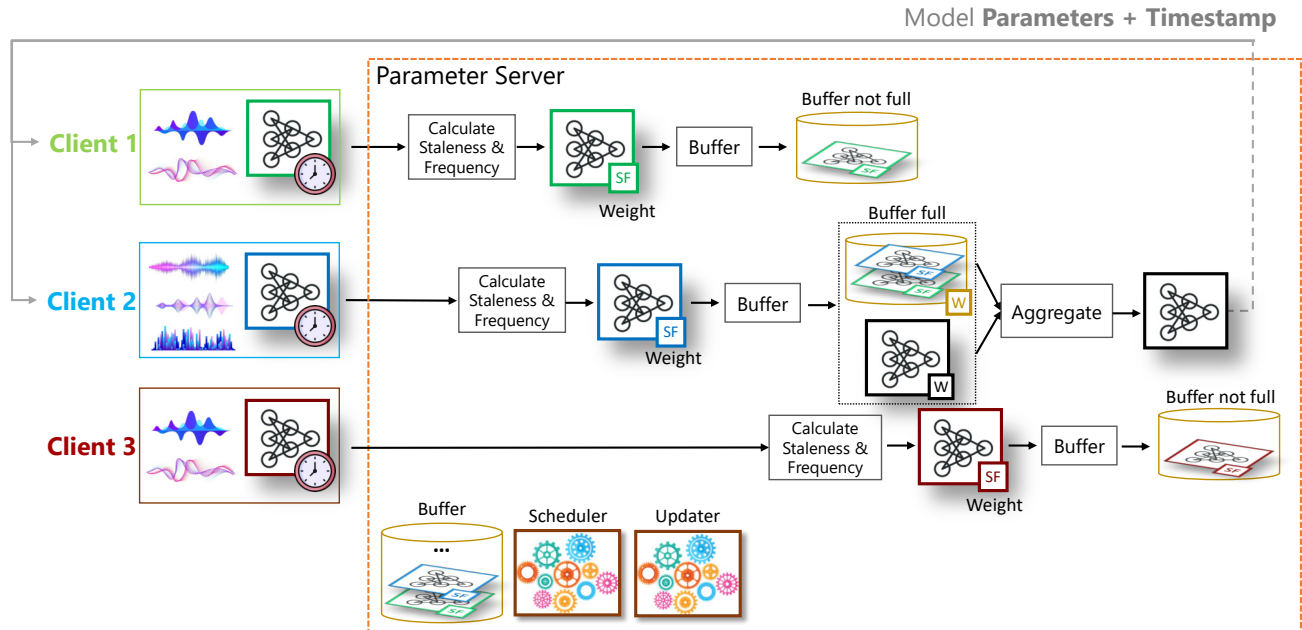 Model Parameters + Timestamp
Parameter Server
Client 1
Calculate
Staleness &
Frequency
SF
Weight
Buffer
Buffer not full
SF
Client 2
Calculate
Staleness &
Frequency
SF
Weight
Buffer
Buffer full
SF
SF
W
W
Aggregate
Client 3
Calculate
Staleness &
Frequency
SF
Weight
Buffer
Buffer not full
SF
Buffer
...
SF
SF
Scheduler
Updater